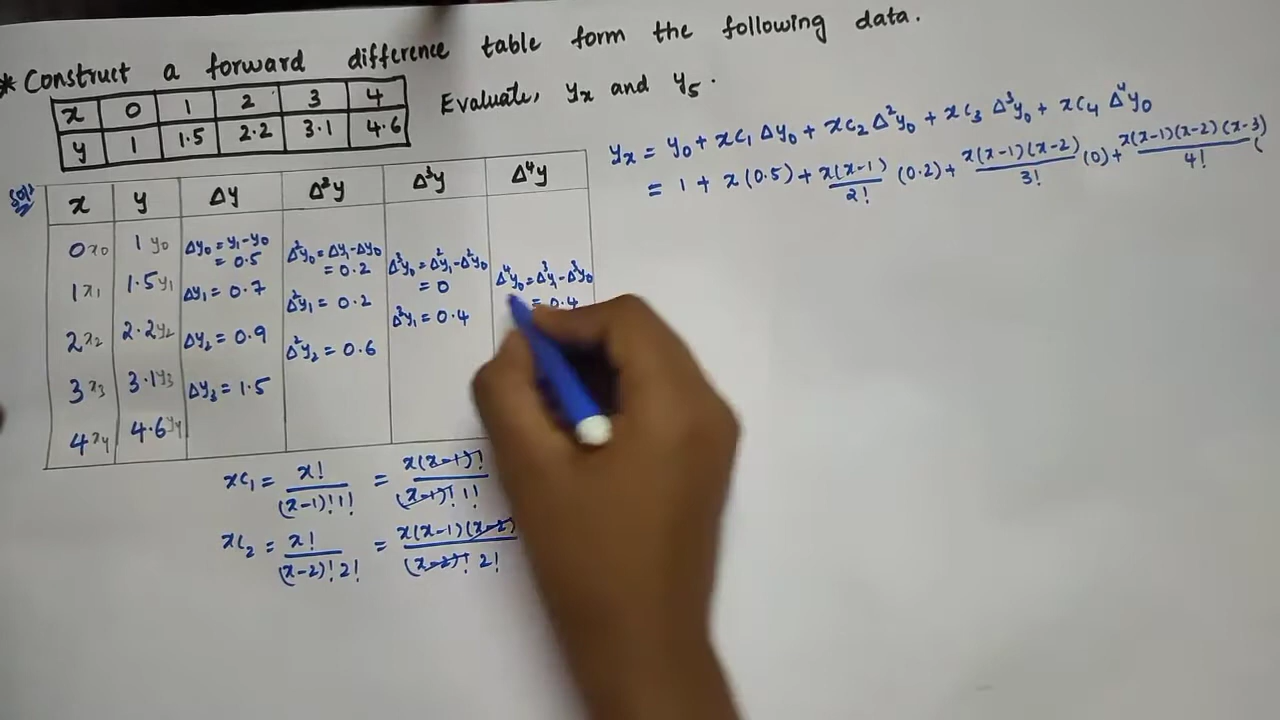 * Construct a forward difference table form the following data.
x 0 1 2 3 4
y 1 1.5 2.2 3.1 4.6
Evaluate, yₓ and y₅.
Soln
x y Δy Δ²y Δ³y Δ⁴y
0 x₀ 1 y₀ Δy₀ = y₁-y₀ = 0.5 Δ²y₀ = Δy₁-Δy₀ = 0.2 Δ³y₀ = Δ²y₁-Δ²y₀ = 0 Δ⁴y₀ = Δ³y₁-Δ³y₀ = 0.4
1 x₁ 1.5 y₁ Δy₁ = 0.7 Δ²y₁ = 0.2 Δ³y₁ = 0.4
2 x₂ 2.2 y₂ Δy₂ = 0.9 Δ²y₂ = 0.6
3 x₃ 3.1 y₃ Δy₃ = 1.5
4 x₄ 4.6 y₄
xc₁ = x! / (x-1)! 1! = x(x-1)! / (x-1)! 1!
xc₂ = x! / (x-2)! 2! = x(x-1)(x-2) / (x-2)! 2!
yₓ = y₀ + xc₁ Δy₀ + xc₂ Δ²y₀ + xc₃ Δ³y₀ + xc₄ Δ⁴y₀
= 1 + x(0.5) + x(x-1) / 2! (0.2) + x(x-1)(x-2) / 3! (0) + x(x-1)(x-2)(x-3) / 4! (